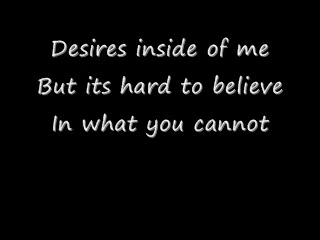 Desires inside of me
But its hard to believe
In what you cannot